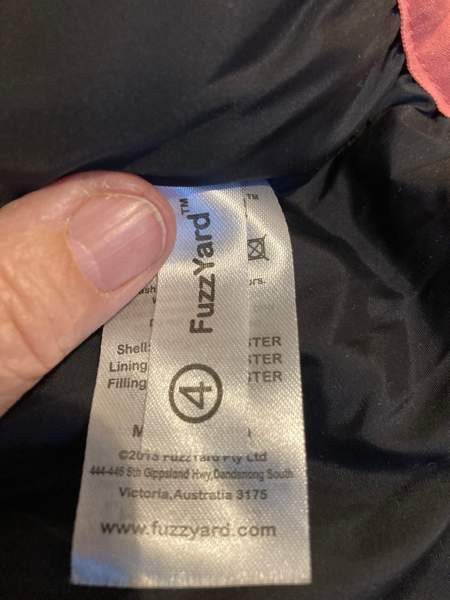 FuzzYard™
4
Shell: STER
Lining STER
Filling STER
M
©2013 FuzzYard Pty Ltd
444-446 Sth Gippsland Hwy, Dandenong South
Victoria, Australia 3175
www.fuzzyard.com